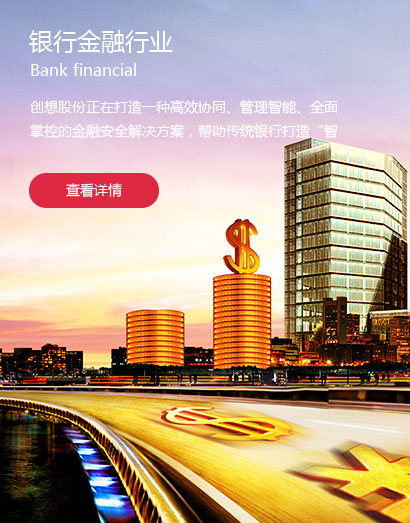 银行金融行业
Bank financial
创想股份正在打造一种高效协同、管理智能、全面
掌控的金融安全解决方案，帮助传统银行打造“智
查看详情
$